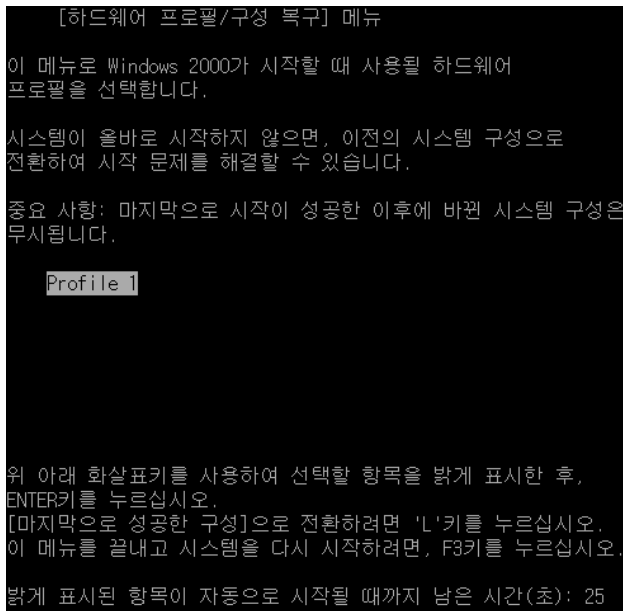 [하드웨어 프로필/구성 복구] 메뉴
이 메뉴로 Windows 2000가 시작할 때 사용될 하드웨어
프로필을 선택합니다.
시스템이 올바로 시작하지 않으면, 이전의 시스템 구성으로
전환하여 시작 문제를 해결할 수 있습니다.
중요 사항: 마지막으로 시작이 성공한 이후에 바뀐 시스템 구성은
무시됩니다.
Profile 1
위 아래 화살표키를 사용하여 선택할 항목을 밝게 표시한 후,
ENTER키를 누르십시오.
[마지막으로 성공한 구성]으로 전환하려면 'L'키를 누르십시오.
이 메뉴를 끝내고 시스템을 다시 시작하려면, F3키를 누르십시오.
밝게 표시된 항목이 자동으로 시작될 때까지 남은 시간(초): 25